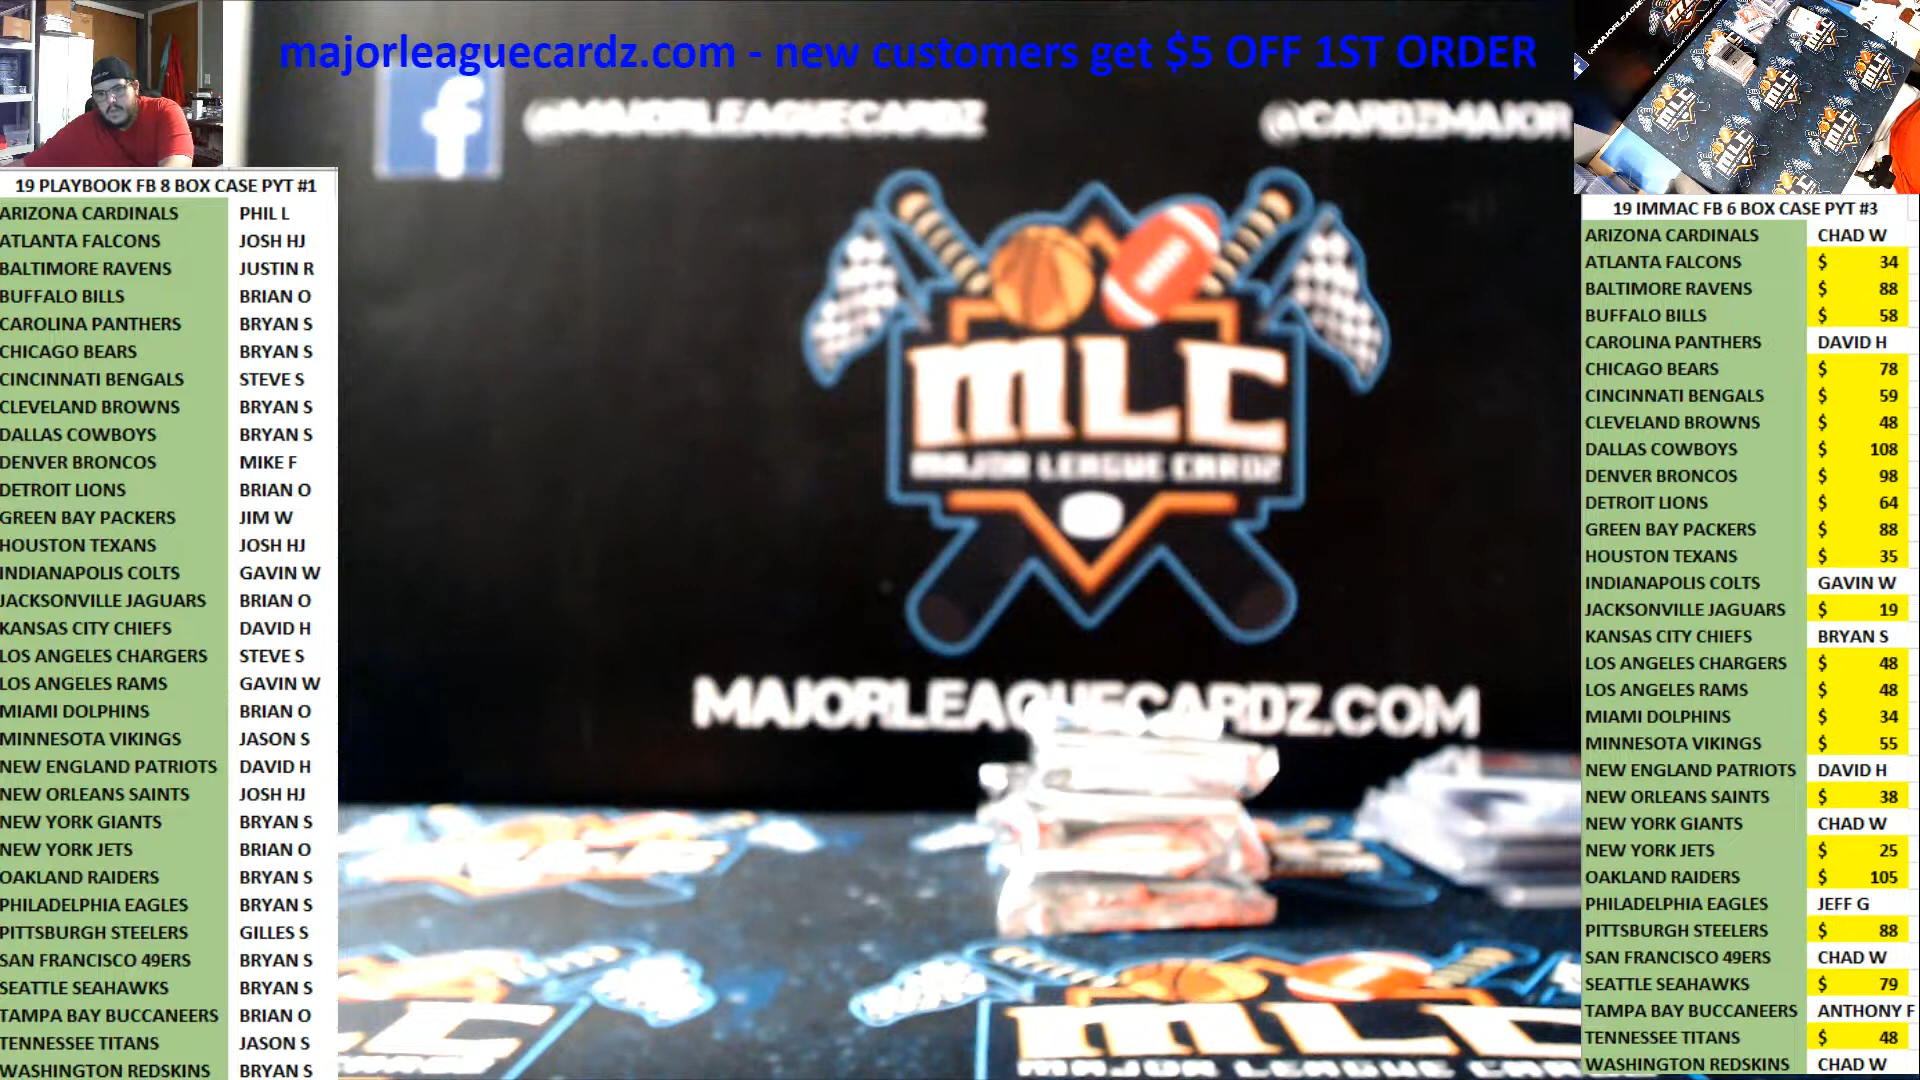 majorleaguecardz.com - new customers get $5 OFF 1ST ORDER
@MAJORLEAGUECARDZ
@CARDZMAJOR
MLC
MAJOR LEAGUE CARDZ
MAJORLEAGUECARDZ.COM
MLC
MAJOR LEAGUE CARDZ
19 PLAYBOOK FB 8 BOX CASE PYT #1
ARIZONA CARDINALS PHIL L
ATLANTA FALCONS JOSH HJ
BALTIMORE RAVENS JUSTIN R
BUFFALO BILLS BRIAN O
CAROLINA PANTHERS BRYAN S
CHICAGO BEARS BRYAN S
CINCINNATI BENGALS STEVE S
CLEVELAND BROWNS BRYAN S
DALLAS COWBOYS BRYAN S
DENVER BRONCOS MIKE F
DETROIT LIONS BRIAN O
GREEN BAY PACKERS JIM W
HOUSTON TEXANS JOSH HJ
INDIANAPOLIS COLTS GAVIN W
JACKSONVILLE JAGUARS BRIAN O
KANSAS CITY CHIEFS DAVID H
LOS ANGELES CHARGERS STEVE S
LOS ANGELES RAMS GAVIN W
MIAMI DOLPHINS BRIAN O
MINNESOTA VIKINGS JASON S
NEW ENGLAND PATRIOTS DAVID H
NEW ORLEANS SAINTS JOSH HJ
NEW YORK GIANTS BRYAN S
NEW YORK JETS BRIAN O
OAKLAND RAIDERS BRYAN S
PHILADELPHIA EAGLES BRYAN S
PITTSBURGH STEELERS GILLES S
SAN FRANCISCO 49ERS BRYAN S
SEATTLE SEAHAWKS BRYAN S
TAMPA BAY BUCCANEERS BRIAN O
TENNESSEE TITANS JASON S
WASHINGTON REDSKINS BRYAN S
19 IMMAC FB 6 BOX CASE PYT #3
ARIZONA CARDINALS CHAD W
ATLANTA FALCONS $ 34
BALTIMORE RAVENS $ 88
BUFFALO BILLS $ 58
CAROLINA PANTHERS DAVID H
CHICAGO BEARS $ 78
CINCINNATI BENGALS $ 59
CLEVELAND BROWNS $ 48
DALLAS COWBOYS $ 108
DENVER BRONCOS $ 98
DETROIT LIONS $ 64
GREEN BAY PACKERS $ 88
HOUSTON TEXANS $ 35
INDIANAPOLIS COLTS GAVIN W
JACKSONVILLE JAGUARS $ 19
KANSAS CITY CHIEFS BRYAN S
LOS ANGELES CHARGERS $ 48
LOS ANGELES RAMS $ 48
MIAMI DOLPHINS $ 34
MINNESOTA VIKINGS $ 55
NEW ENGLAND PATRIOTS DAVID H
NEW ORLEANS SAINTS $ 38
NEW YORK GIANTS CHAD W
NEW YORK JETS $ 25
OAKLAND RAIDERS $ 105
PHILADELPHIA EAGLES JEFF G
PITTSBURGH STEELERS $ 88
SAN FRANCISCO 49ERS CHAD W
SEATTLE SEAHAWKS $ 79
TAMPA BAY BUCCANEERS ANTHONY F
TENNESSEE TITANS $ 48
WASHINGTON REDSKINS CHAD W